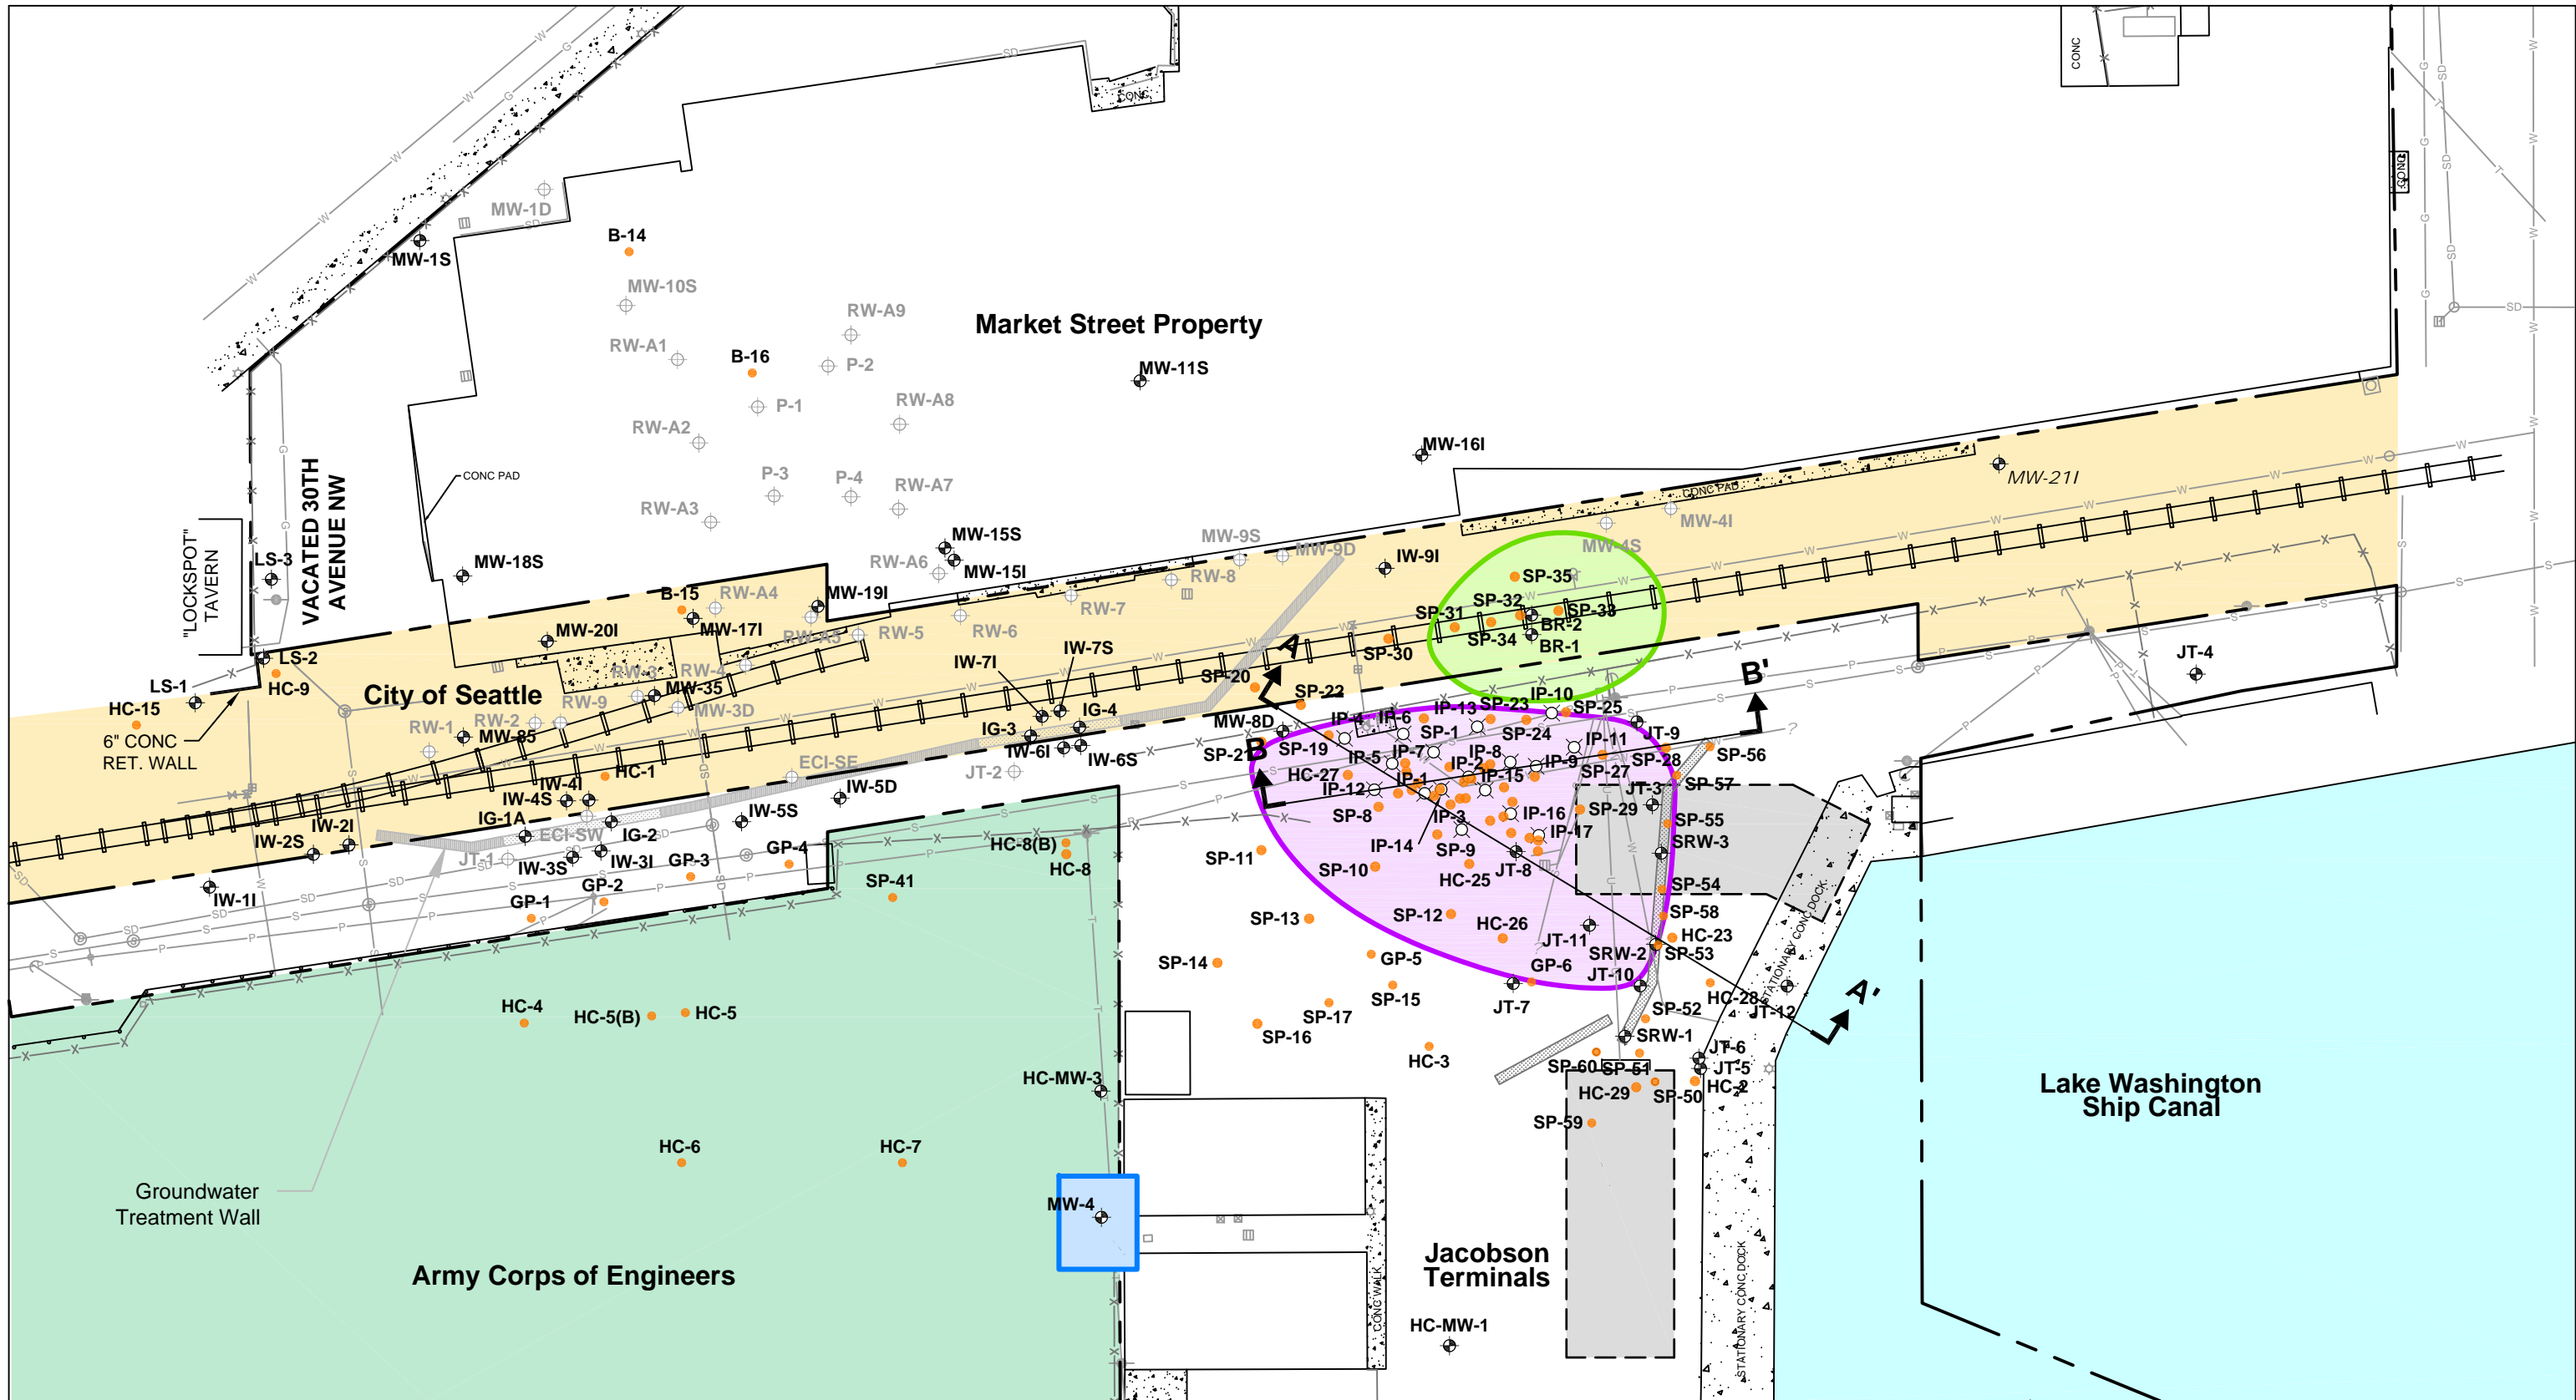 CONC
CONC
CONC
MW-1D
MW-1S
B-14
MW-10S
RW-A9
Market Street Property
RW-A1
B-16
P-2
MW-11S
P-1
RW-A8
RW-A2
MW-16I
CONC PAD
P-3
P-4
RW-A7
MW-21I
CONC PAD
RW-A3
MW-4I
VACATED 30TH
AVENUE NW
"LOCKSPOT"
TAVERN
LS-3
MW-18S
MW-15S
RW-A6
MW-15I
MW-9S
MW-9D
IW-9I
MW-4S
RW-8
SP-35
B-15
RW-A4
MW-19I
RW-7
SP-32
SP-33
SP-31
BR-2
MW-20I
MW-17I
RW-A5
RW-5
RW-6
SP-34
BR-1
SP-30
LS-2
HC-9
LS-1
City of Seattle
RW-3
RW-4
MW-35
IW-7I
IW-7S
SP-20
A
SP-22
B'
JT-4
HC-15
6" CONC
RET. WALL
RW-1
RW-2
RW-9
MW-3D
MW-85
IG-3
IG-4
MW-8D
IP-4
IP-6
IP-13
SP-23
IP-10
SP-25
IW-6I
IW-6S
SP-21
SP-19
SP-1
SP-24
IP-11
JT-9
SP-56
B
IP-5
IP-7
IP-8
IP-9
IP-2
SP-27
SP-28
JT-2
ECI-SE
HC-1
IW-4I
IW-4S
HC-27
IP-1
IP-15
SP-57
IW-5D
IW-5S
IP-12
SP-8
IP-3
IP-16
SP-29
JT-3
IG-1A
ECI-SW
IG-2
IW-2I
IW-2S
IP-17
SP-55
JT-1
IW-3S
IW-3I
GP-3
GP-4
HC-8(B)
HC-8
SP-11
IP-14
SP-9
SRW-3
SP-10
HC-25
JT-8
IW-1I
GP-2
GP-1
SP-41
SP-54
SP-13
SP-12
SP-58
HC-26
JT-11
HC-23
SP-14
GP-5
SRW-2
SP-53
GP-6
JT-10
STATIONARY CONC DOCK
HC-28
SP-15
JT-7
A'
JT-12
HC-4
HC-5(B)
HC-5
SP-17
SP-16
SP-52
SRW-1
HC-3
SP-60
SP-51
JT-6
JT-5
HC-MW-3
HC-29
SP-50
HC-2
Lake Washington
Ship Canal
SP-59
HC-6
HC-7
Groundwater
Treatment Wall
MW-4
Army Corps of Engineers
Jacobson
Terminals
CONC WALK
STATIONARY CONC DOCK
HC-MW-1